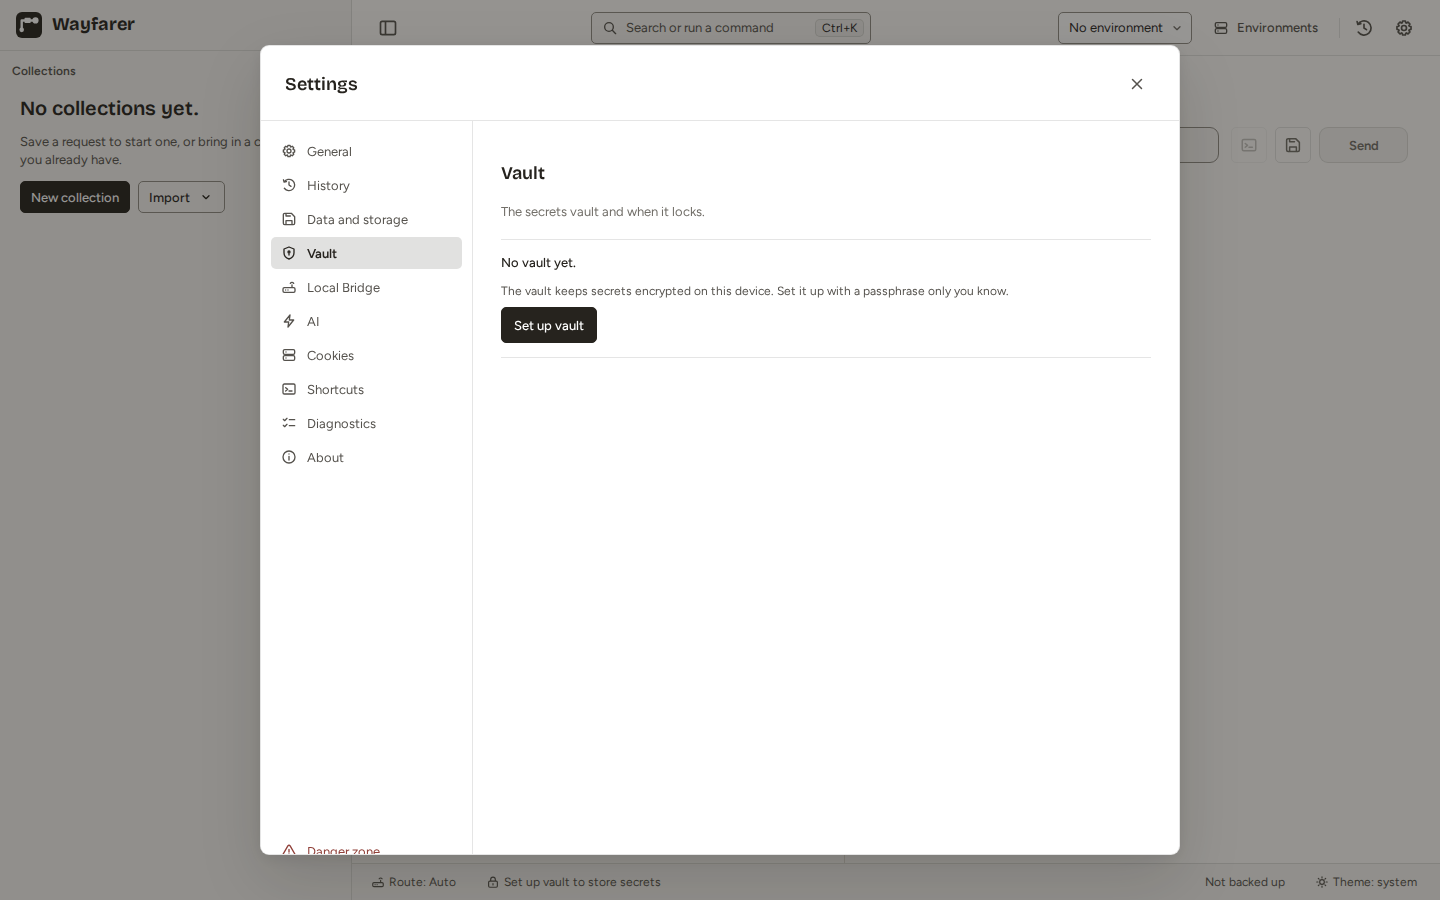 Wayfarer
Search or run a command
Ctrl+K
No environment
Environments
Collections
No collections yet.
Save a request to start one, or bring in a c
you already have.
New collection
Import
Send
Settings
General
History
Data and storage
Vault
Local Bridge
AI
Cookies
Shortcuts
Diagnostics
About
Danger zone
Vault
The secrets vault and when it locks.
No vault yet.
The vault keeps secrets encrypted on this device. Set it up with a passphrase only you know.
Set up vault
Route: Auto
Set up vault to store secrets
Not backed up
Theme: system